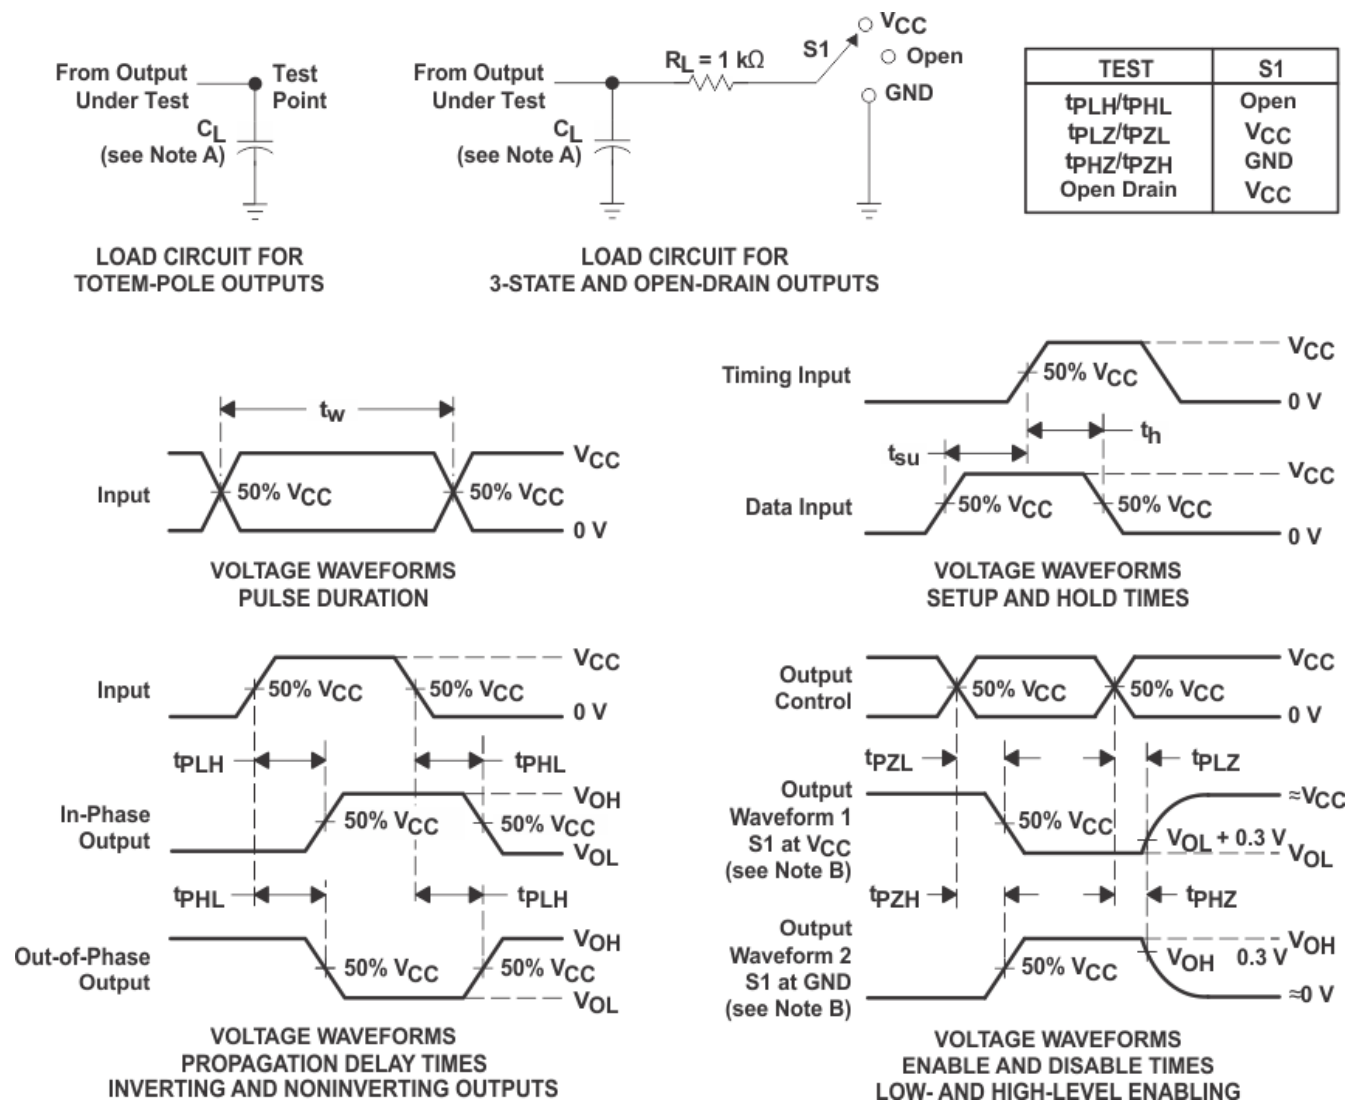 From Output
Under Test
Test
Point
CL
(see Note A)
LOAD CIRCUIT FOR
TOTEM-POLE OUTPUTS
From Output
Under Test
RL = 1 kΩ
S1
VCC
Open
GND
CL
(see Note A)
LOAD CIRCUIT FOR
3-STATE AND OPEN-DRAIN OUTPUTS
TEST S1
tPLH/tPHL Open
tPLZ/tPZL VCC
tPHZ/tPZH GND
Open Drain VCC
tw
Input
50% VCC
50% VCC
VCC
0 V
VOLTAGE WAVEFORMS
PULSE DURATION
Timing Input
50% VCC
VCC
0 V
th
tsu
Data Input
50% VCC
50% VCC
VCC
0 V
VOLTAGE WAVEFORMS
SETUP AND HOLD TIMES
Input
50% VCC
50% VCC
VCC
0 V
tPLH
tPHL
In-Phase
Output
50% VCC
50% VCC
VOH
VOL
tPHL
tPLH
Out-of-Phase
Output
50% VCC
50% VCC
VOH
VOL
VOLTAGE WAVEFORMS
PROPAGATION DELAY TIMES
INVERTING AND NONINVERTING OUTPUTS
Output
Control
50% VCC
50% VCC
VCC
0 V
tPZL
tPLZ
Output
Waveform 1
S1 at VCC
(see Note B)
50% VCC
VOL + 0.3 V
≈VCC
VOL
tPZH
tPHZ
Output
Waveform 2
S1 at GND
(see Note B)
50% VCC
VOH 0.3 V
VOH
≈0 V
VOLTAGE WAVEFORMS
ENABLE AND DISABLE TIMES
LOW- AND HIGH-LEVEL ENABLING